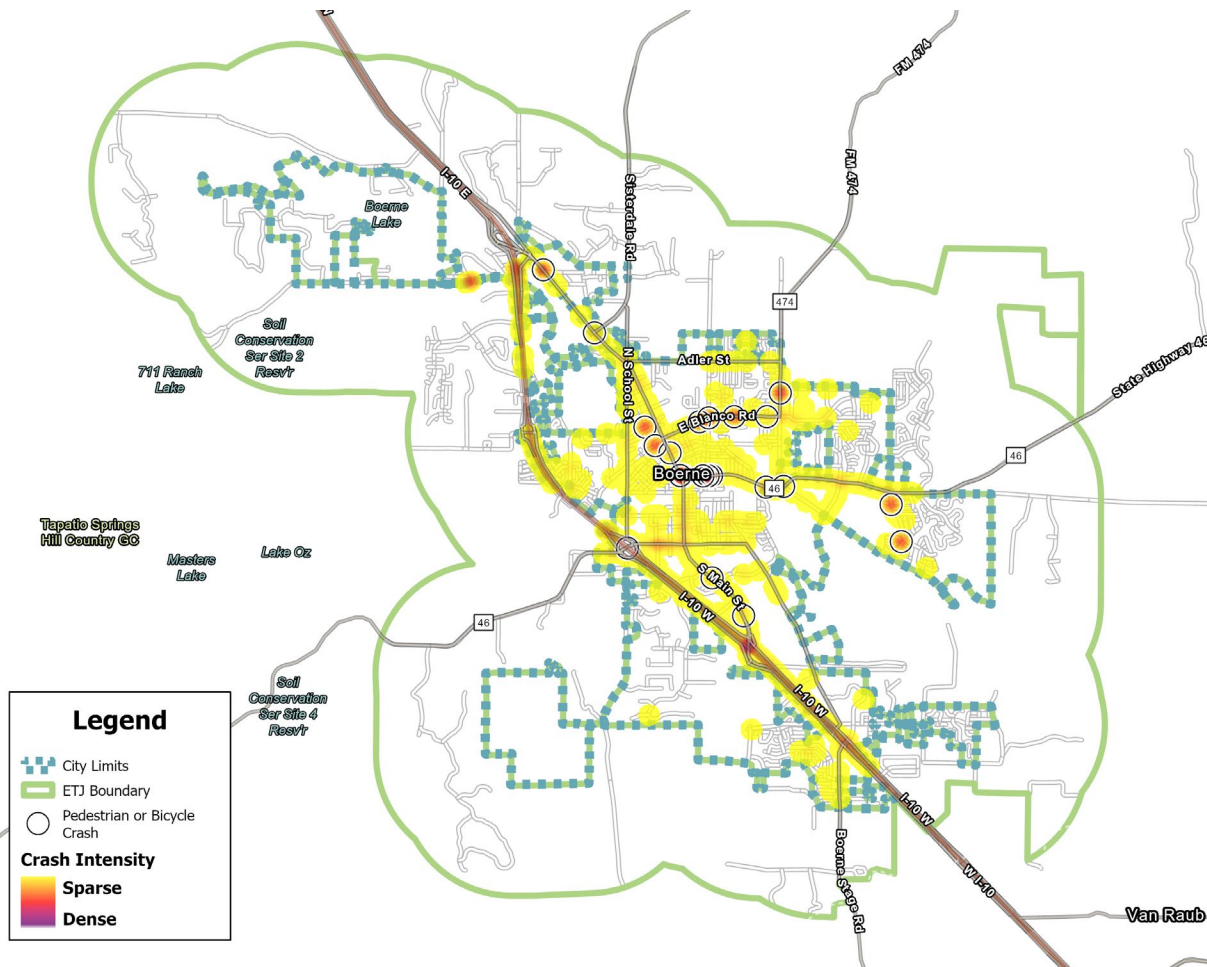 I-10 E
Sisterdale Rd
FM 474
FM 474
Boerne
Lake
474
Soil
Conservation
Ser Site 2
Resv'r
711 Ranch
Lake
N School St
Adler St
State Highway 46
E Blanco Rd
46
Boerne
46
Tapatio Springs
Hill Country GC
Masters
Lake
Lake Oz
S Main St
I-10 W
46
Soil
Conservation
Ser Site 4
Resv'r
I-10 W
I-10 W
W I-10
Boerne Stage Rd
Van Raub
Legend
City Limits
ETJ Boundary
Pedestrian or Bicycle
Crash
Crash Intensity
Sparse
Dense